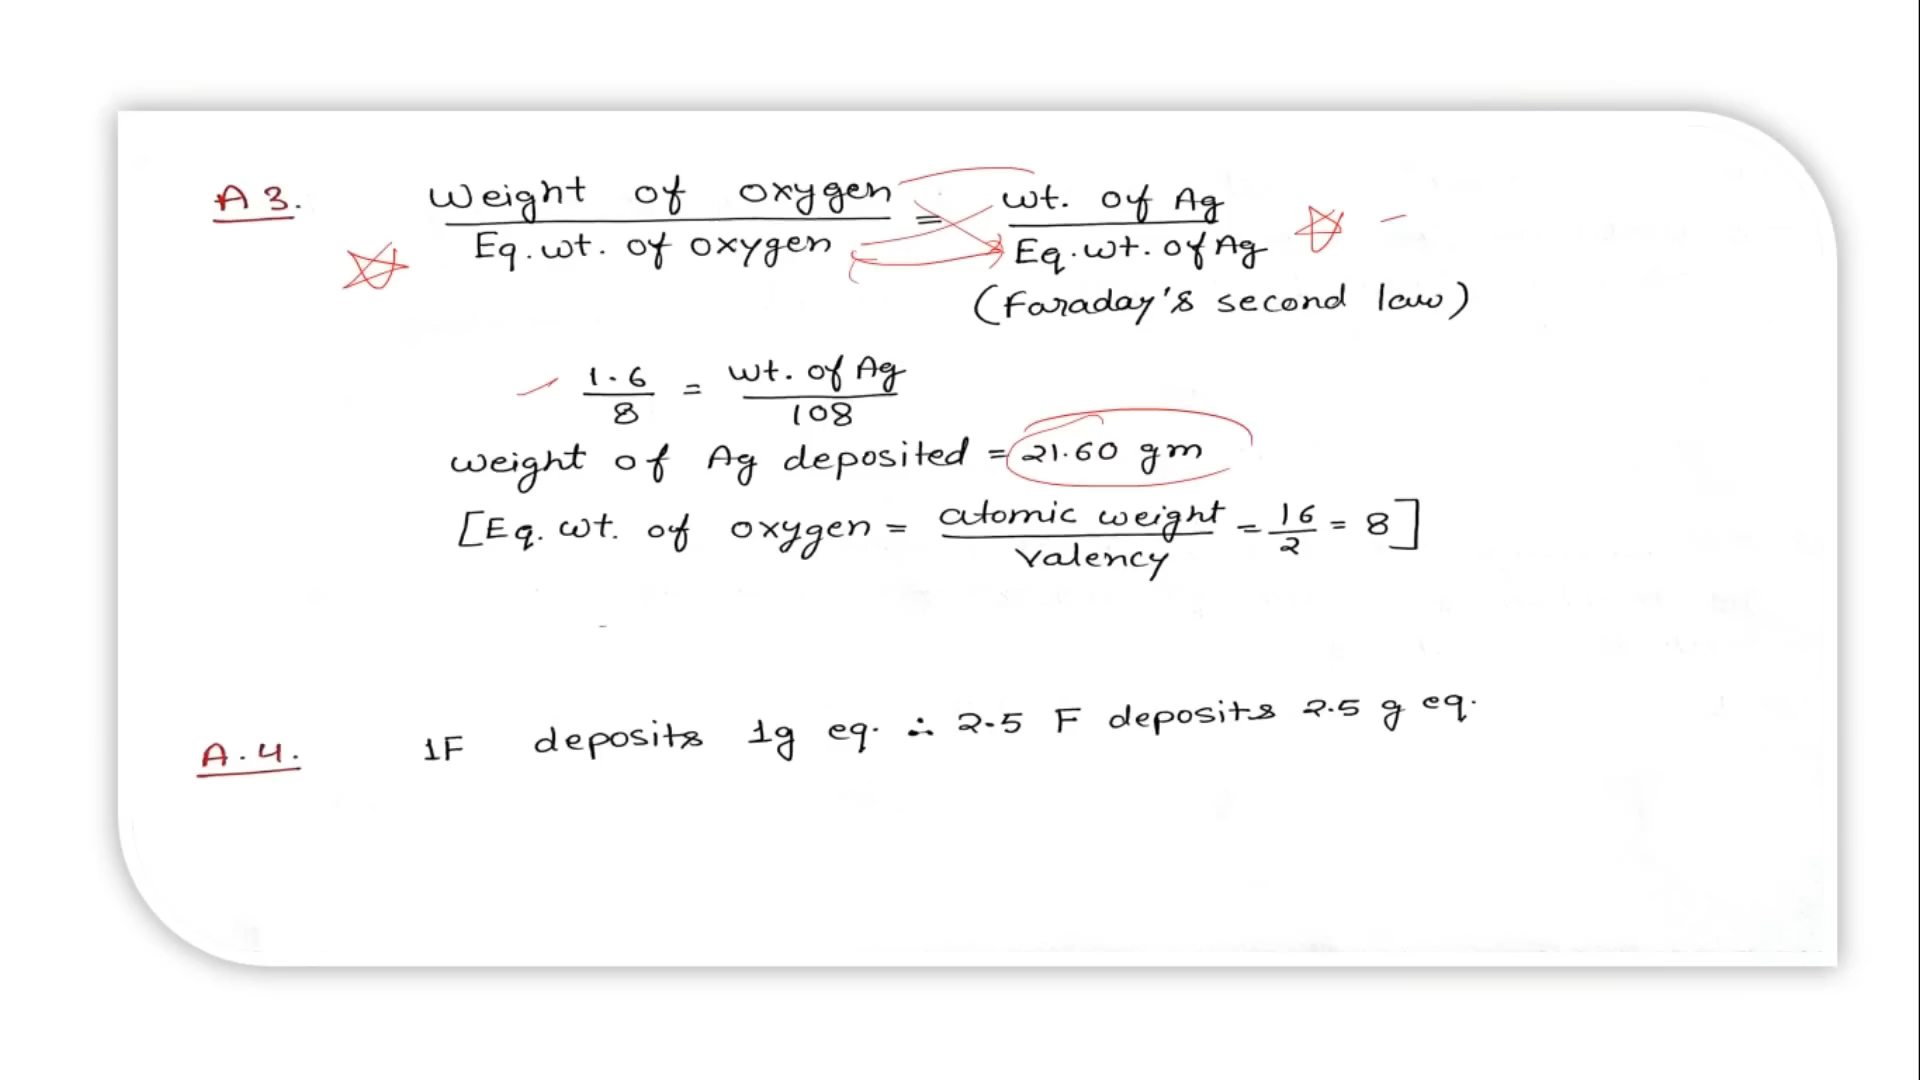 A 3. Weight of oxygen / Eq. wt. of oxygen = wt. of Ag / Eq. wt. of Ag
(Faraday's second law)
1.6 / 8 = wt. of Ag / 108
weight of Ag deposited = 21.60 gm
[Eq. wt. of oxygen = atomic weight / valency = 16 / 2 = 8]
A.4. 1F deposits 1g eq. ∴ 2.5 F deposits 2.5 g eq.